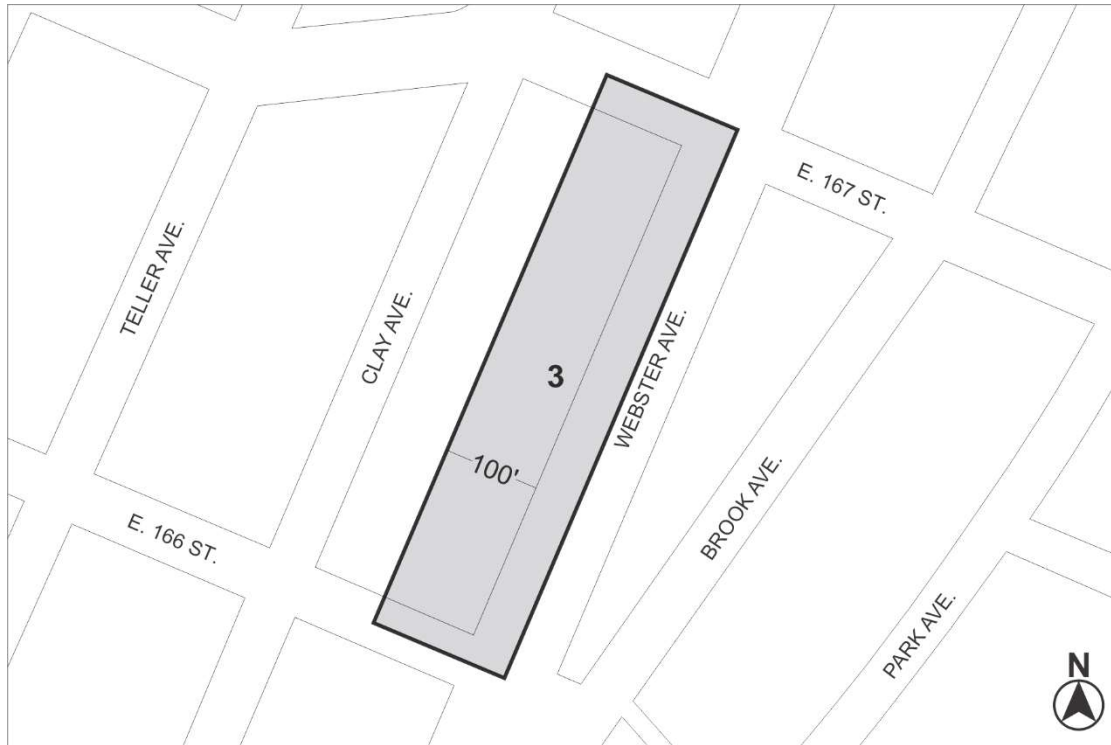 E. 167 ST.
TELLER AVE.
CLAY AVE.
WEBSTER AVE.
3
100'
BROOK AVE.
E. 166 ST.
PARK AVE.
N